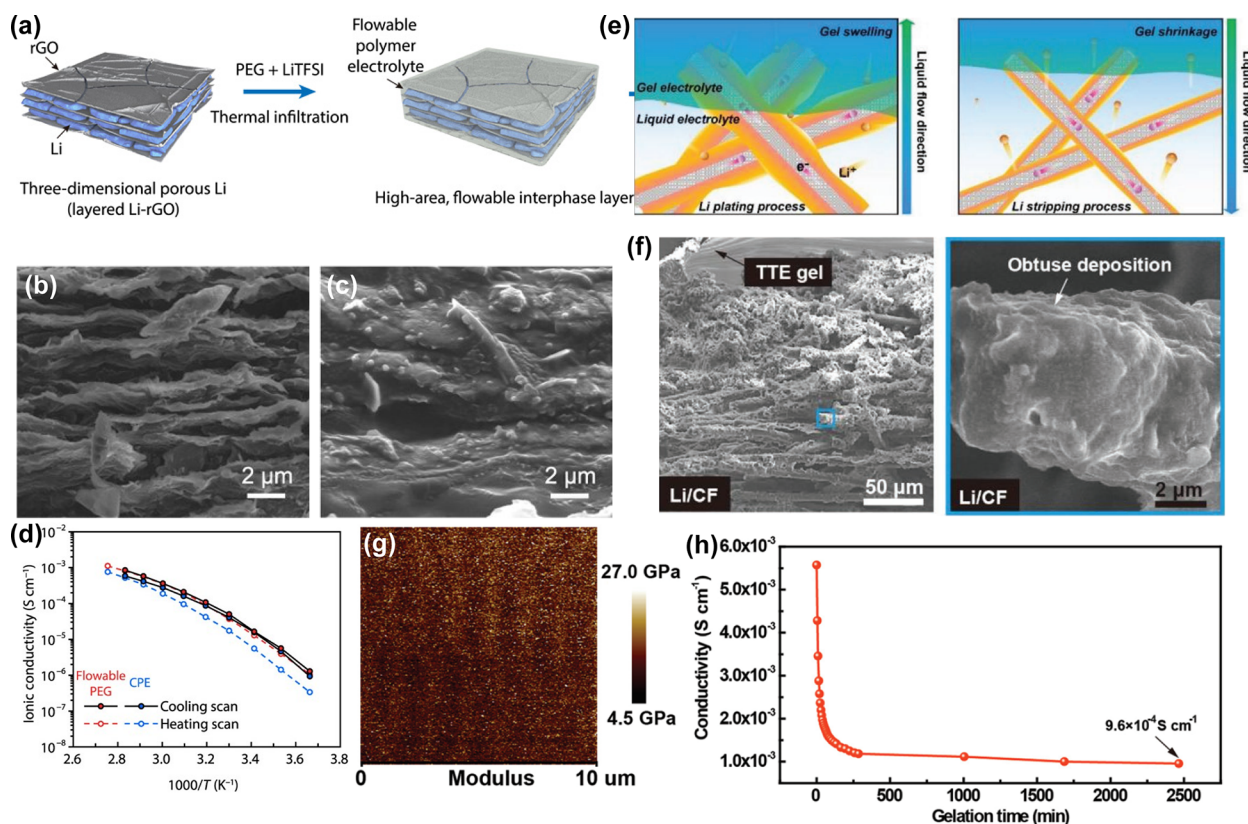 (a)
rGO
Li
Three-dimensional porous Li
(layered Li-rGO)
PEG + LiTFSI
Thermal infiltration
Flowable
polymer
electrolyte
High-area, flowable interphase layer
(e)
Gel swelling
Gel electrolyte
Liquid electrolyte
e⁻
Li⁺
Li plating process
Liquid flow direction
Gel shrinkage
Li stripping process
Liquid flow direction
(b)
2 µm
(c)
2 µm
(f)
TTE gel
Li/CF
50 µm
Obtuse deposition
Li/CF
2 µm
(d)
Ionic conductivity (S cm⁻¹)
10⁻²
10⁻³
10⁻⁴
10⁻⁵
10⁻⁶
10⁻⁷
10⁻⁸
Flowable CPE
PEG
Cooling scan
Heating scan
2.6 2.8 3.0 3.2 3.4 3.6 3.8
1000/T (K⁻¹)
(g)
27.0 GPa
4.5 GPa
0 Modulus 10 um
(h)
Conductivity (S cm⁻¹)
6.0x10⁻³
5.0x10⁻³
4.0x10⁻³
3.0x10⁻³
2.0x10⁻³
1.0x10⁻³
9.6×10⁻⁴S cm⁻¹
0 500 1000 1500 2000 2500
Gelation time (min)